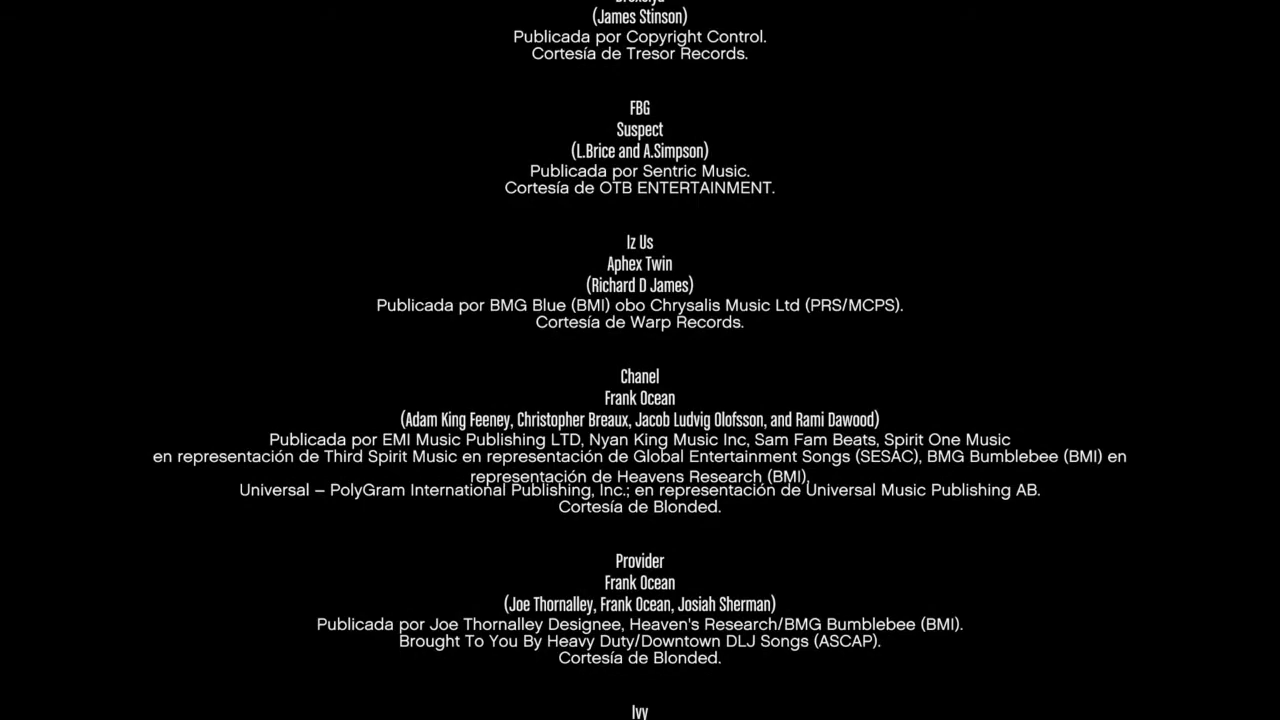 (James Stinson)
Publicada por Copyright Control.
Cortesía de Tresor Records.
FBG
Suspect
(L.Brice and A.Simpson)
Publicada por Sentric Music.
Cortesía de OTB ENTERTAINMENT.
Iz Us
Aphex Twin
(Richard D James)
Publicada por BMG Blue (BMI) obo Chrysalis Music Ltd (PRS/MCPS).
Cortesía de Warp Records.
Chanel
Frank Ocean
(Adam King Feeney, Christopher Breaux, Jacob Ludvig Olofsson, and Rami Dawood)
Publicada por EMI Music Publishing LTD, Nyan King Music Inc, Sam Fam Beats, Spirit One Music
en representación de Third Spirit Music en representación de Global Entertainment Songs (SESAC), BMG Bumblebee (BMI) en
representación de Heavens Research (BMI),
Universal – PolyGram International Publishing, Inc.; en representación de Universal Music Publishing AB.
Cortesía de Blonded.
Provider
Frank Ocean
(Joe Thornalley, Frank Ocean, Josiah Sherman)
Publicada por Joe Thornalley Designee, Heaven's Research/BMG Bumblebee (BMI).
Brought To You By Heavy Duty/Downtown DLJ Songs (ASCAP).
Cortesía de Blonded.
Ivy